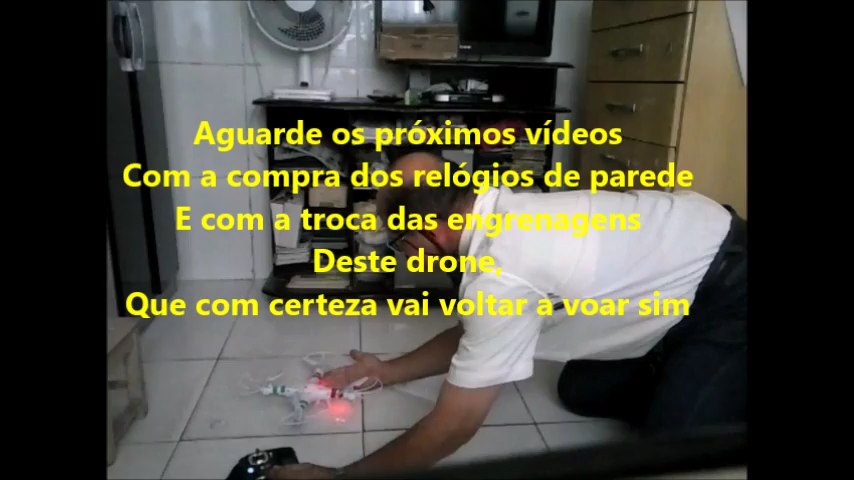 Aguarde os próximos vídeos
Com a compra dos relógios de parede
E com a troca das engrenagens
Deste drone,
Que com certeza vai voltar a voar sim